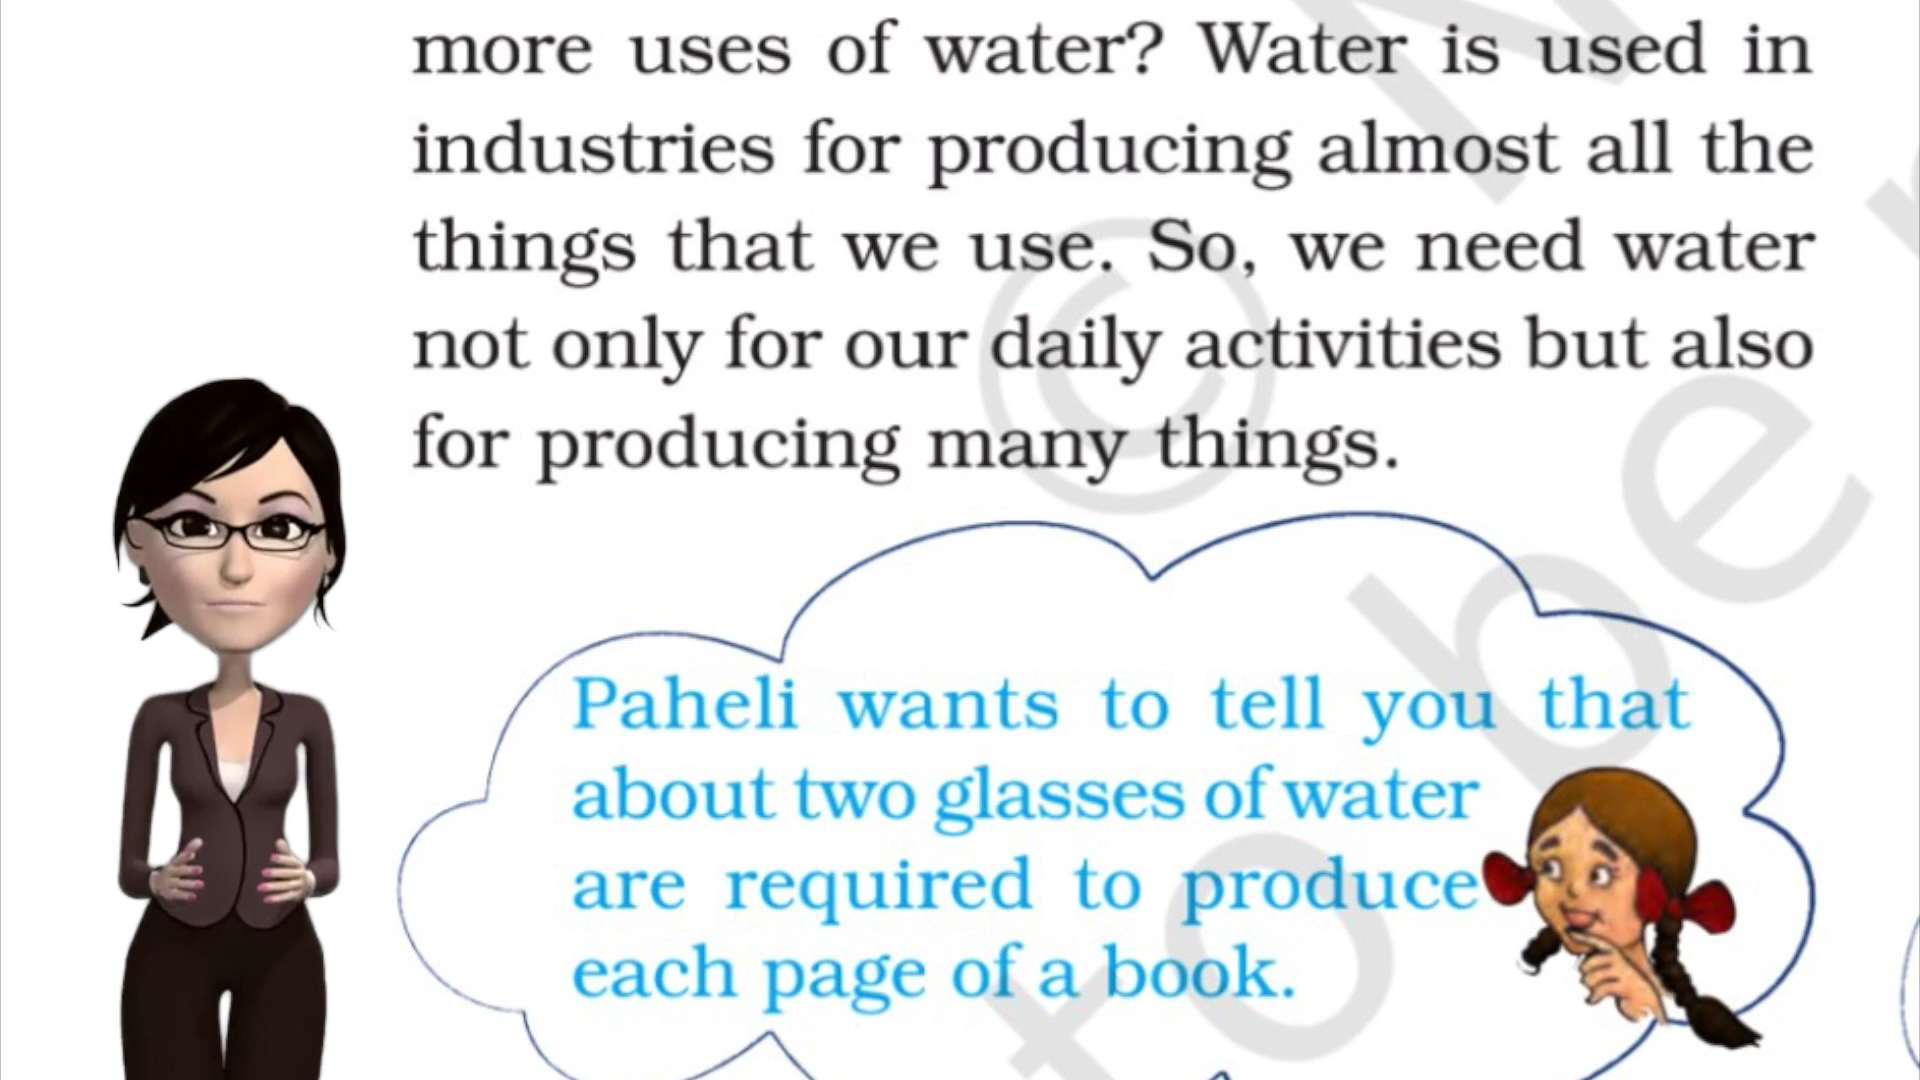 more uses of water? Water is used in
industries for producing almost all the
things that we use. So, we need water
not only for our daily activities but also
for producing many things.
Paheli wants to tell you that
about two glasses of water
are required to produce
each page of a book.